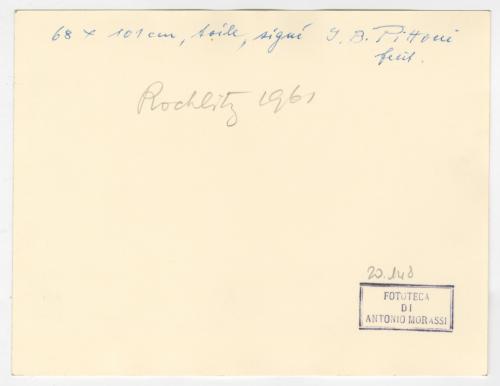 68 x 101 cm, toile, signé J. B. Pittoni
fecit.
Rochlitz 1961
20.148
FOTOTECA
DI
ANTONIO MORASSI